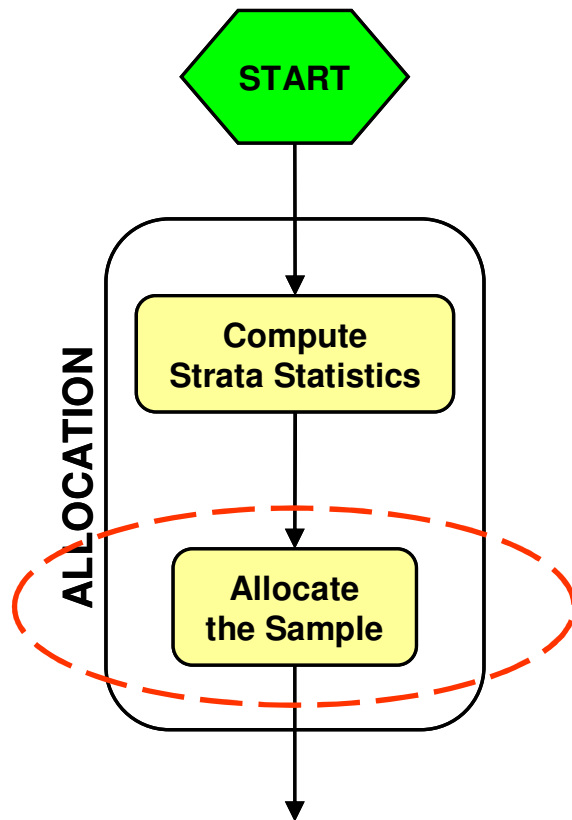 START
ALLOCATION
Compute
Strata Statistics
Allocate
the Sample